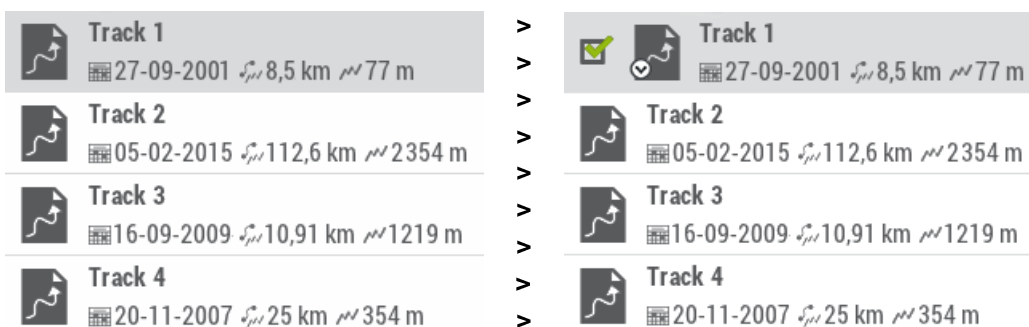 Track 1
27-09-2001 8,5 km 77 m
Track 2
05-02-2015 112,6 km 2354 m
Track 3
16-09-2009 10,91 km 1219 m
Track 4
20-11-2007 25 km 354 m
>
>
>
>
>
>
>
>
>
Track 1
27-09-2001 8,5 km 77 m
Track 2
05-02-2015 112,6 km 2354 m
Track 3
16-09-2009 10,91 km 1219 m
Track 4
20-11-2007 25 km 354 m